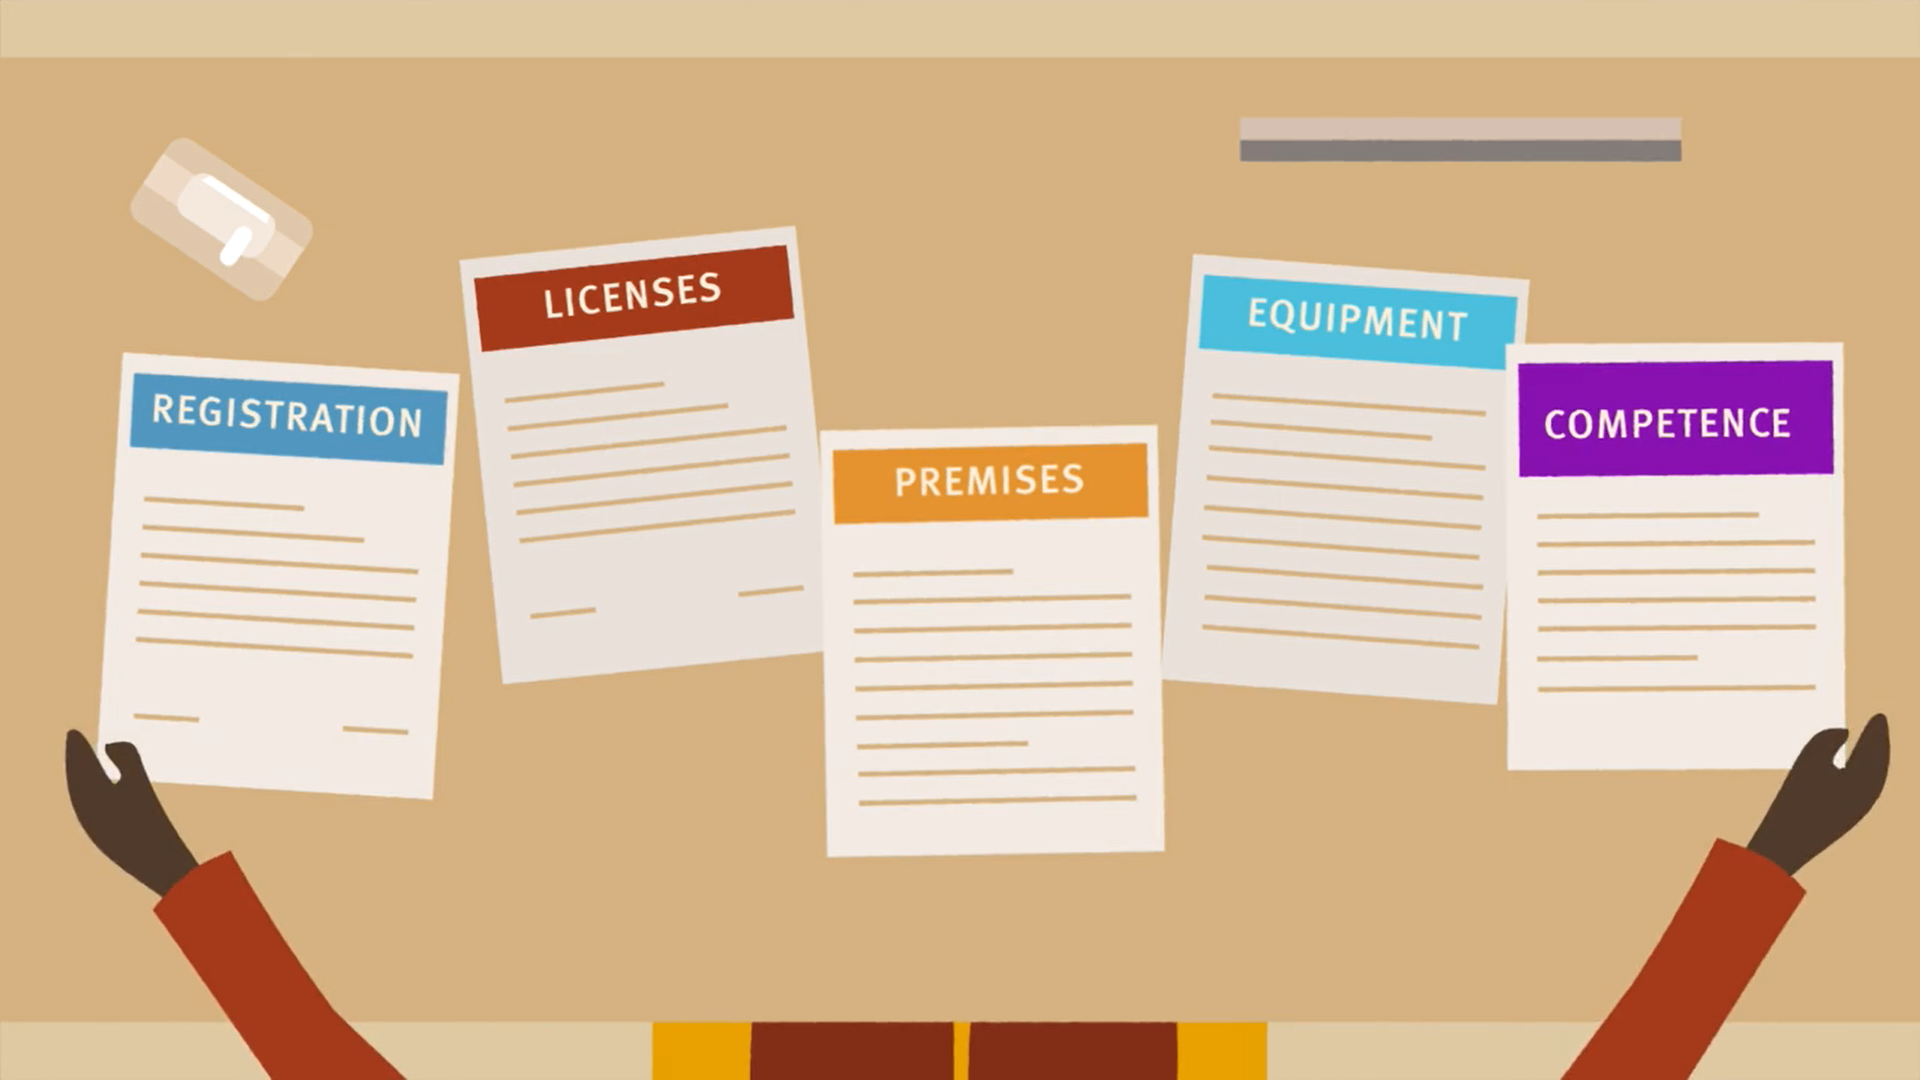 REGISTRATION
LICENSES
PREMISES
EQUIPMENT
COMPETENCE